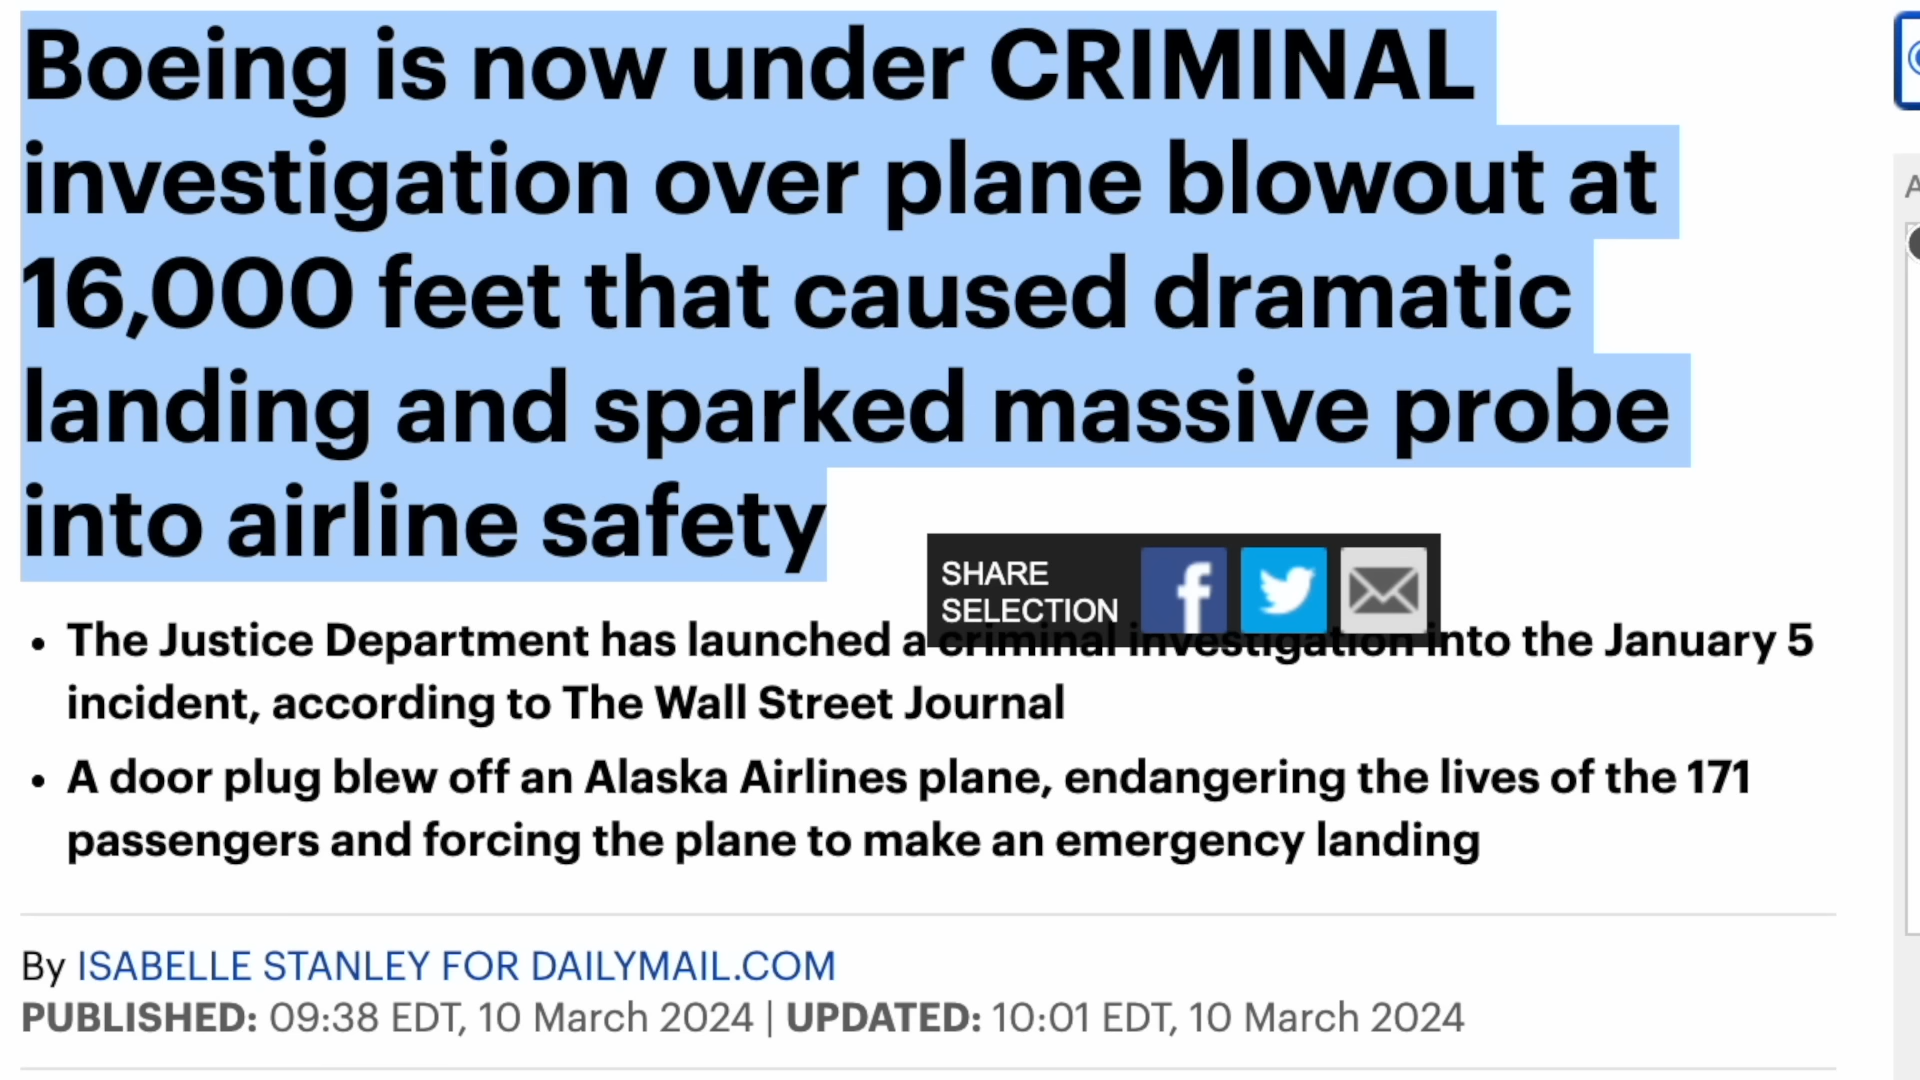 Boeing is now under CRIMINAL
investigation over plane blowout at
16,000 feet that caused dramatic
landing and sparked massive probe
into airline safety
SHARE
SELECTION
• The Justice Department has launched a criminal investigation into the January 5
incident, according to The Wall Street Journal
• A door plug blew off an Alaska Airlines plane, endangering the lives of the 171
passengers and forcing the plane to make an emergency landing
By ISABELLE STANLEY FOR DAILYMAIL.COM
PUBLISHED: 09:38 EDT, 10 March 2024 | UPDATED: 10:01 EDT, 10 March 2024